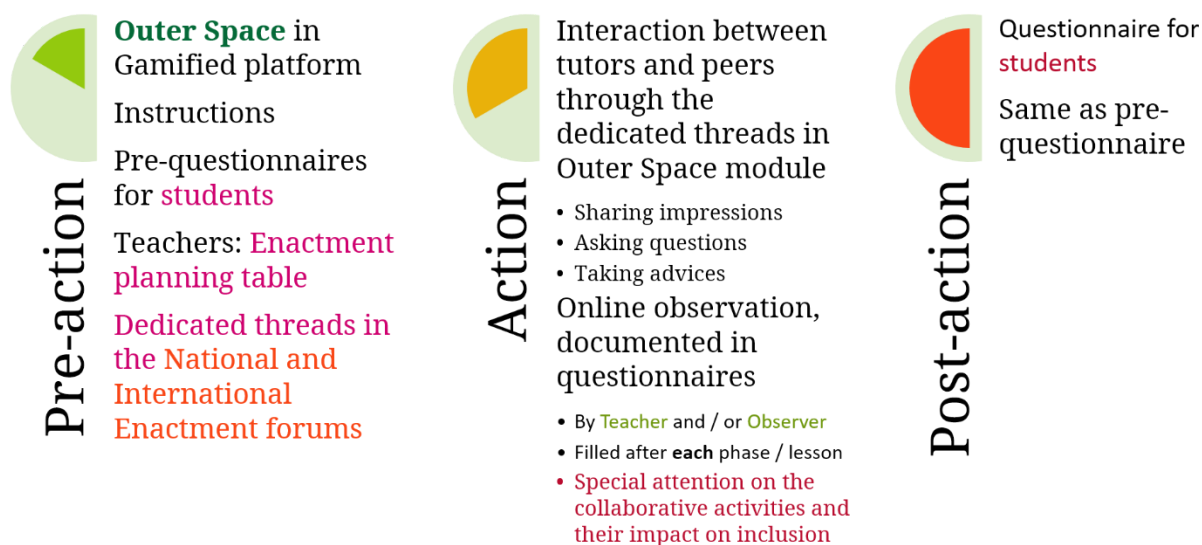 Pre-action
Outer Space in
Gamified platform
Instructions
Pre-questionnaires
for students
Teachers: Enactment
planning table
Dedicated threads in
the National and
International
Enactment forums
Action
Interaction between
tutors and peers
through the
dedicated threads in
Outer Space module
• Sharing impressions
• Asking questions
• Taking advices
Online observation,
documented in
questionnaires
• By Teacher and / or Observer
• Filled after each phase / lesson
• Special attention on the
collaborative activities and
their impact on inclusion
Post-action
Questionnaire for
students
Same as pre-
questionnaire